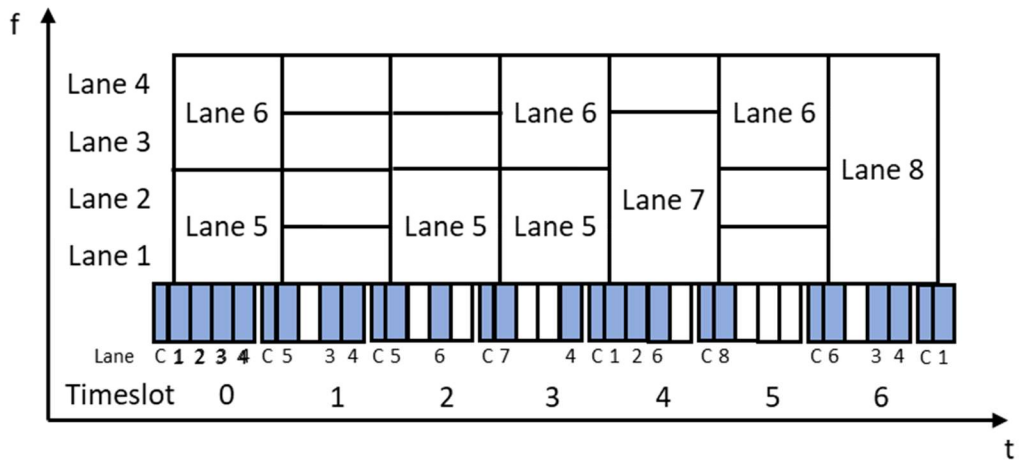 f
Lane 4
Lane 6 Lane 6 Lane 6
Lane 3
Lane 8
Lane 2
Lane 7
Lane 5 Lane 5 Lane 5
Lane 1
Lane C 1 2 3 4 C 5 3 4 C 5 6 C 7 4 C 1 2 6 C 8 C 6 3 4 C 1
Timeslot 0 1 2 3 4 5 6
t